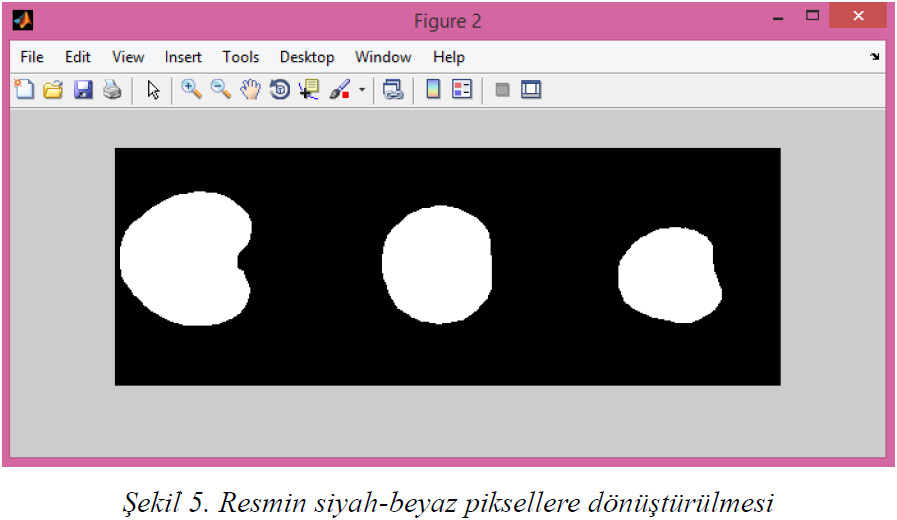 Figure 2
File Edit View Insert Tools Desktop Window Help
Şekil 5. Resmin siyah-beyaz piksellere dönüştürülmesi